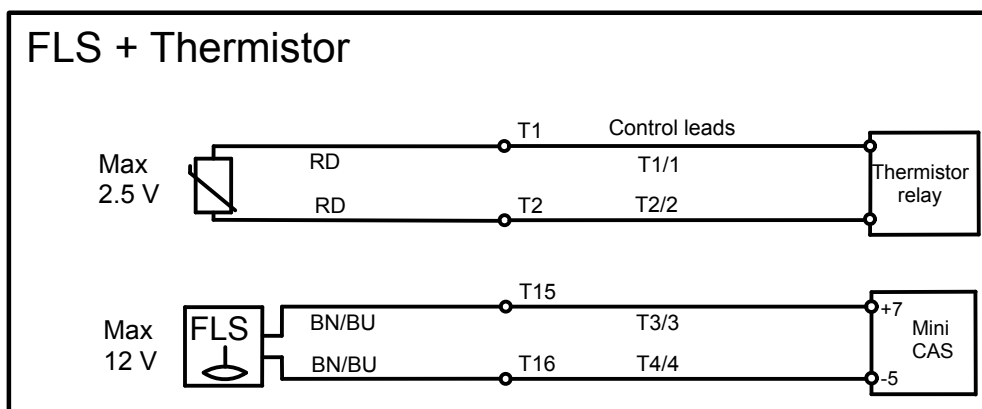 FLS + Thermistor
T1
Control leads
Max
2.5 V
RD
T1/1
Thermistor
relay
RD
T2
T2/2
T15
Max
12 V
FLS
BN/BU
T3/3
+7
Mini
CAS
BN/BU
T16
T4/4
-5